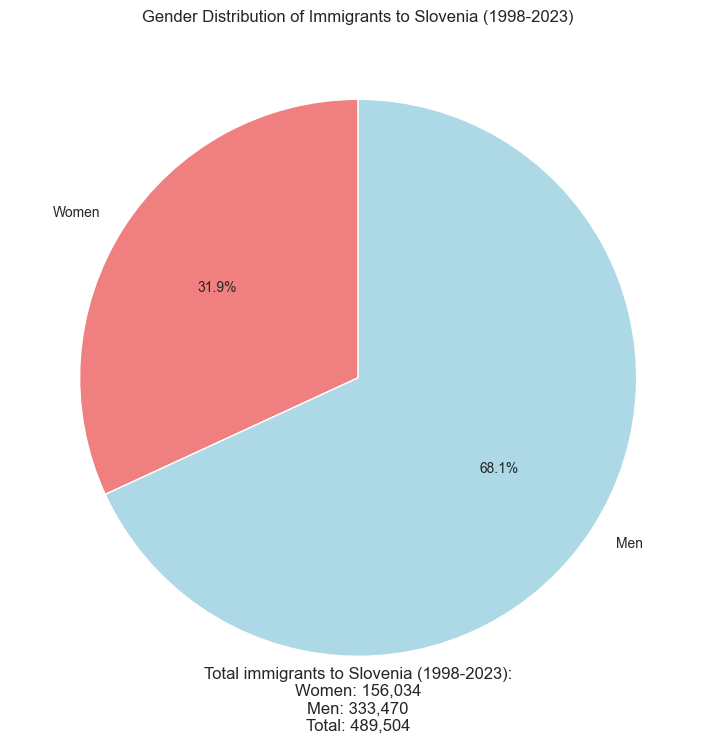 Gender Distribution of Immigrants to Slovenia (1998-2023)
Women
31.9%
68.1%
Men
Total immigrants to Slovenia (1998-2023):
Women: 156,034
Men: 333,470
Total: 489,504